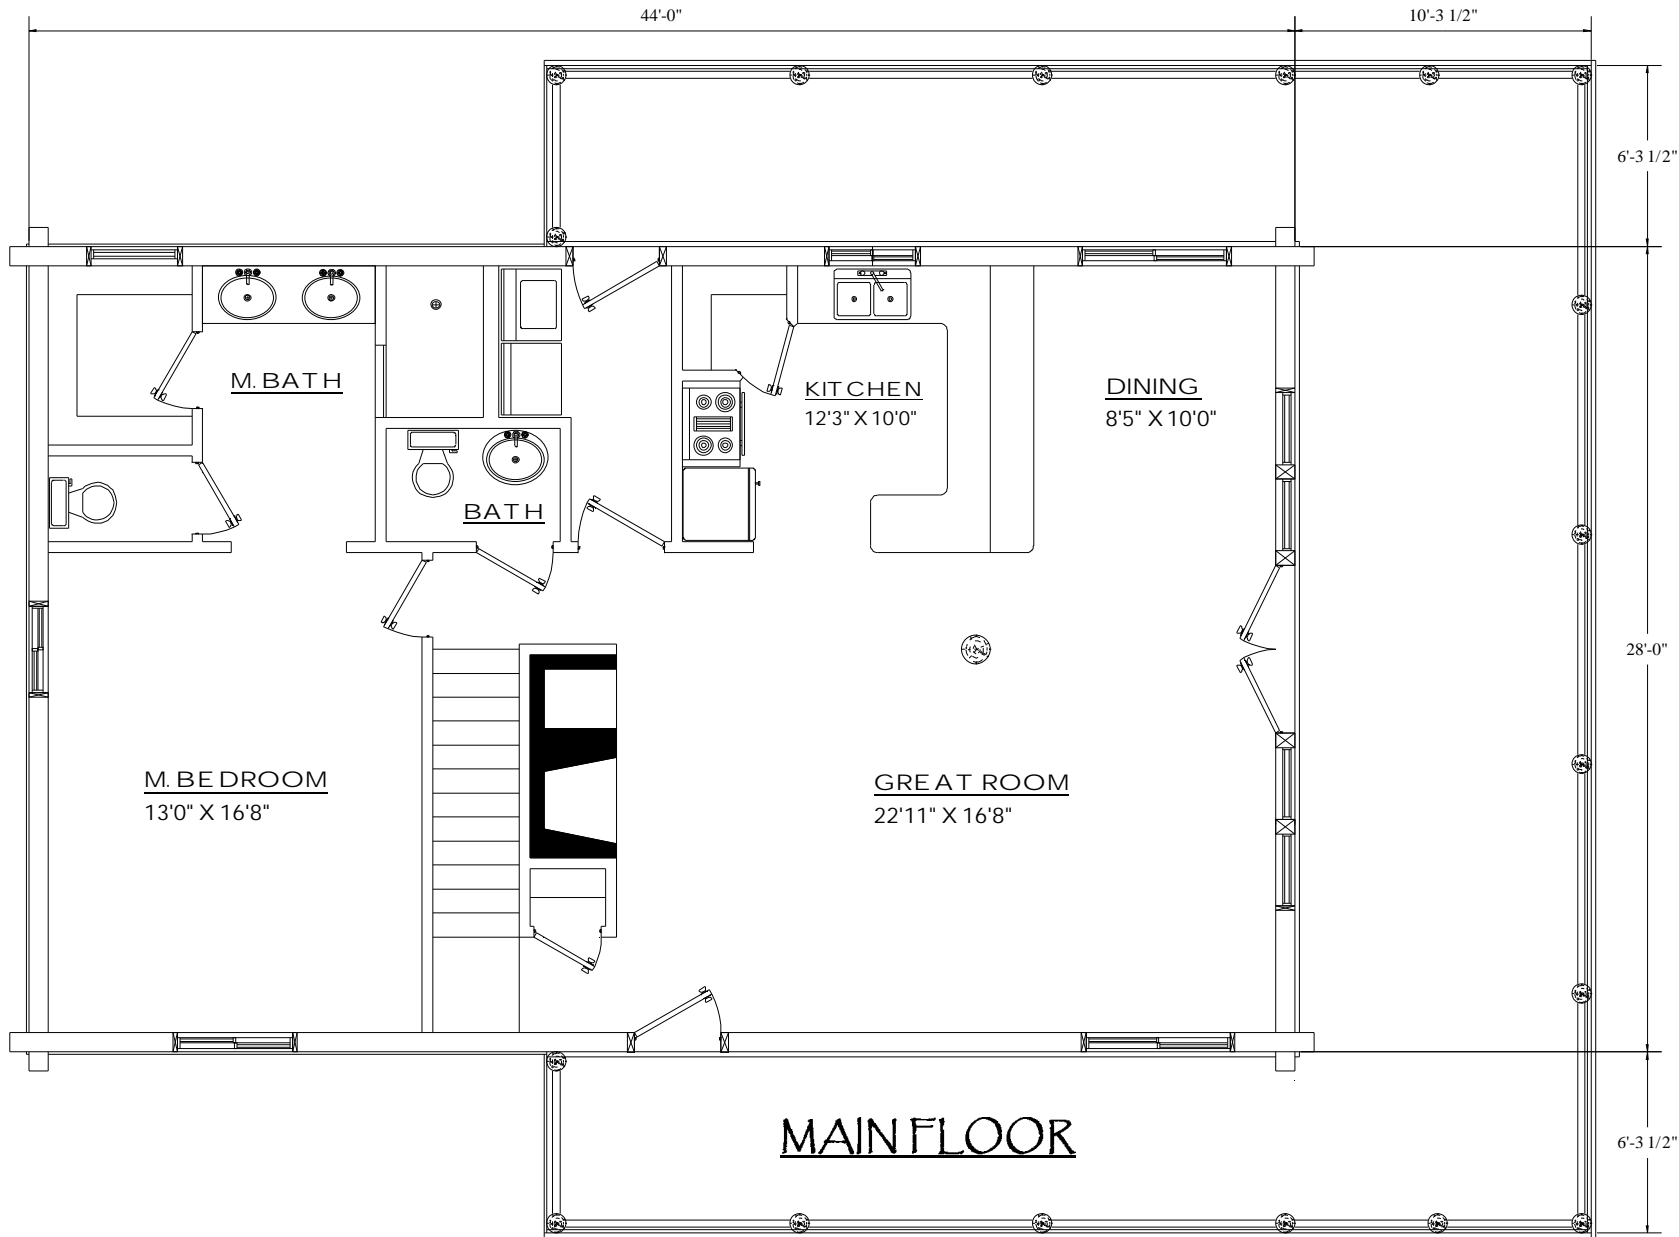 44'-0"
10'-3 1/2"
6'-3 1/2"
M. BATH
KITCHEN
12'3" X 10'0"
DINING
8'5" X 10'0"
BATH
28'-0"
M. BEDROOM
13'0" X 16'8"
GREAT ROOM
22'11" X 16'8"
MAIN FLOOR
6'-3 1/2"